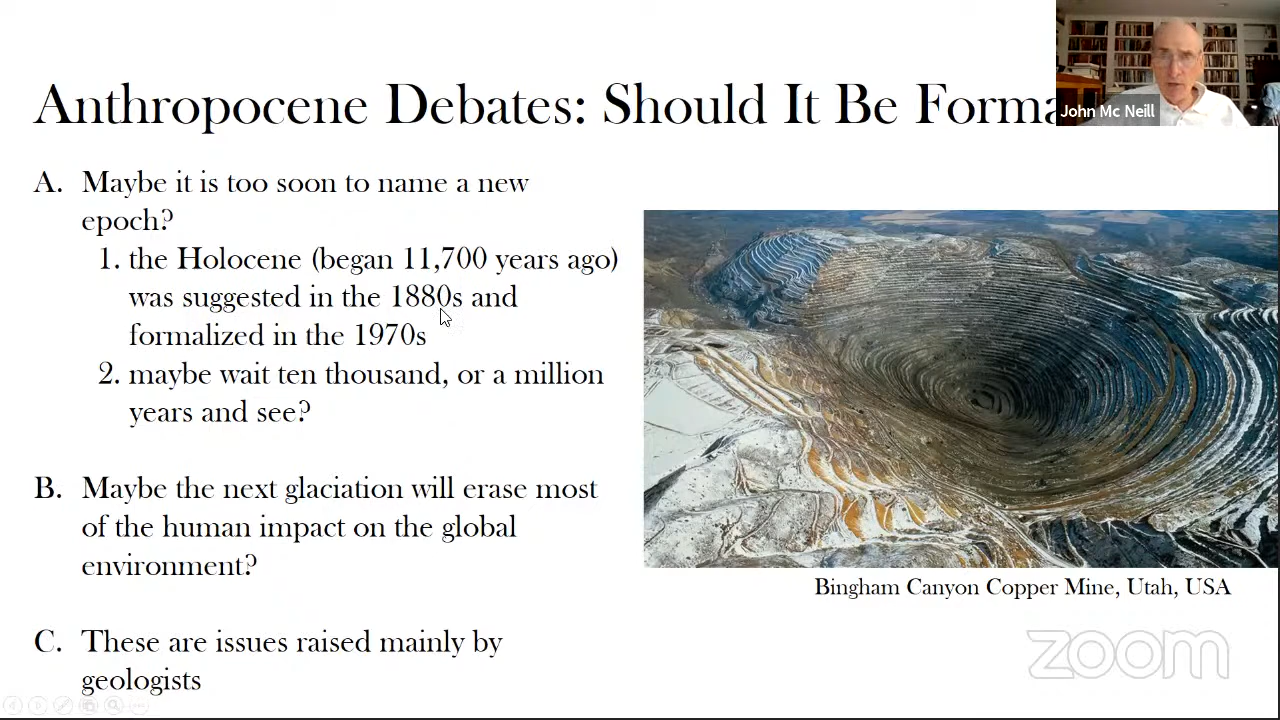 Anthropocene Debates: Should It Be Forma
John Mc Neill
A. Maybe it is too soon to name a new
epoch?
1. the Holocene (began 11,700 years ago)
was suggested in the 1880s and
formalized in the 1970s
2. maybe wait ten thousand, or a million
years and see?
B. Maybe the next glaciation will erase most
of the human impact on the global
environment?
C. These are issues raised mainly by
geologists
Bingham Canyon Copper Mine, Utah, USA
zoom